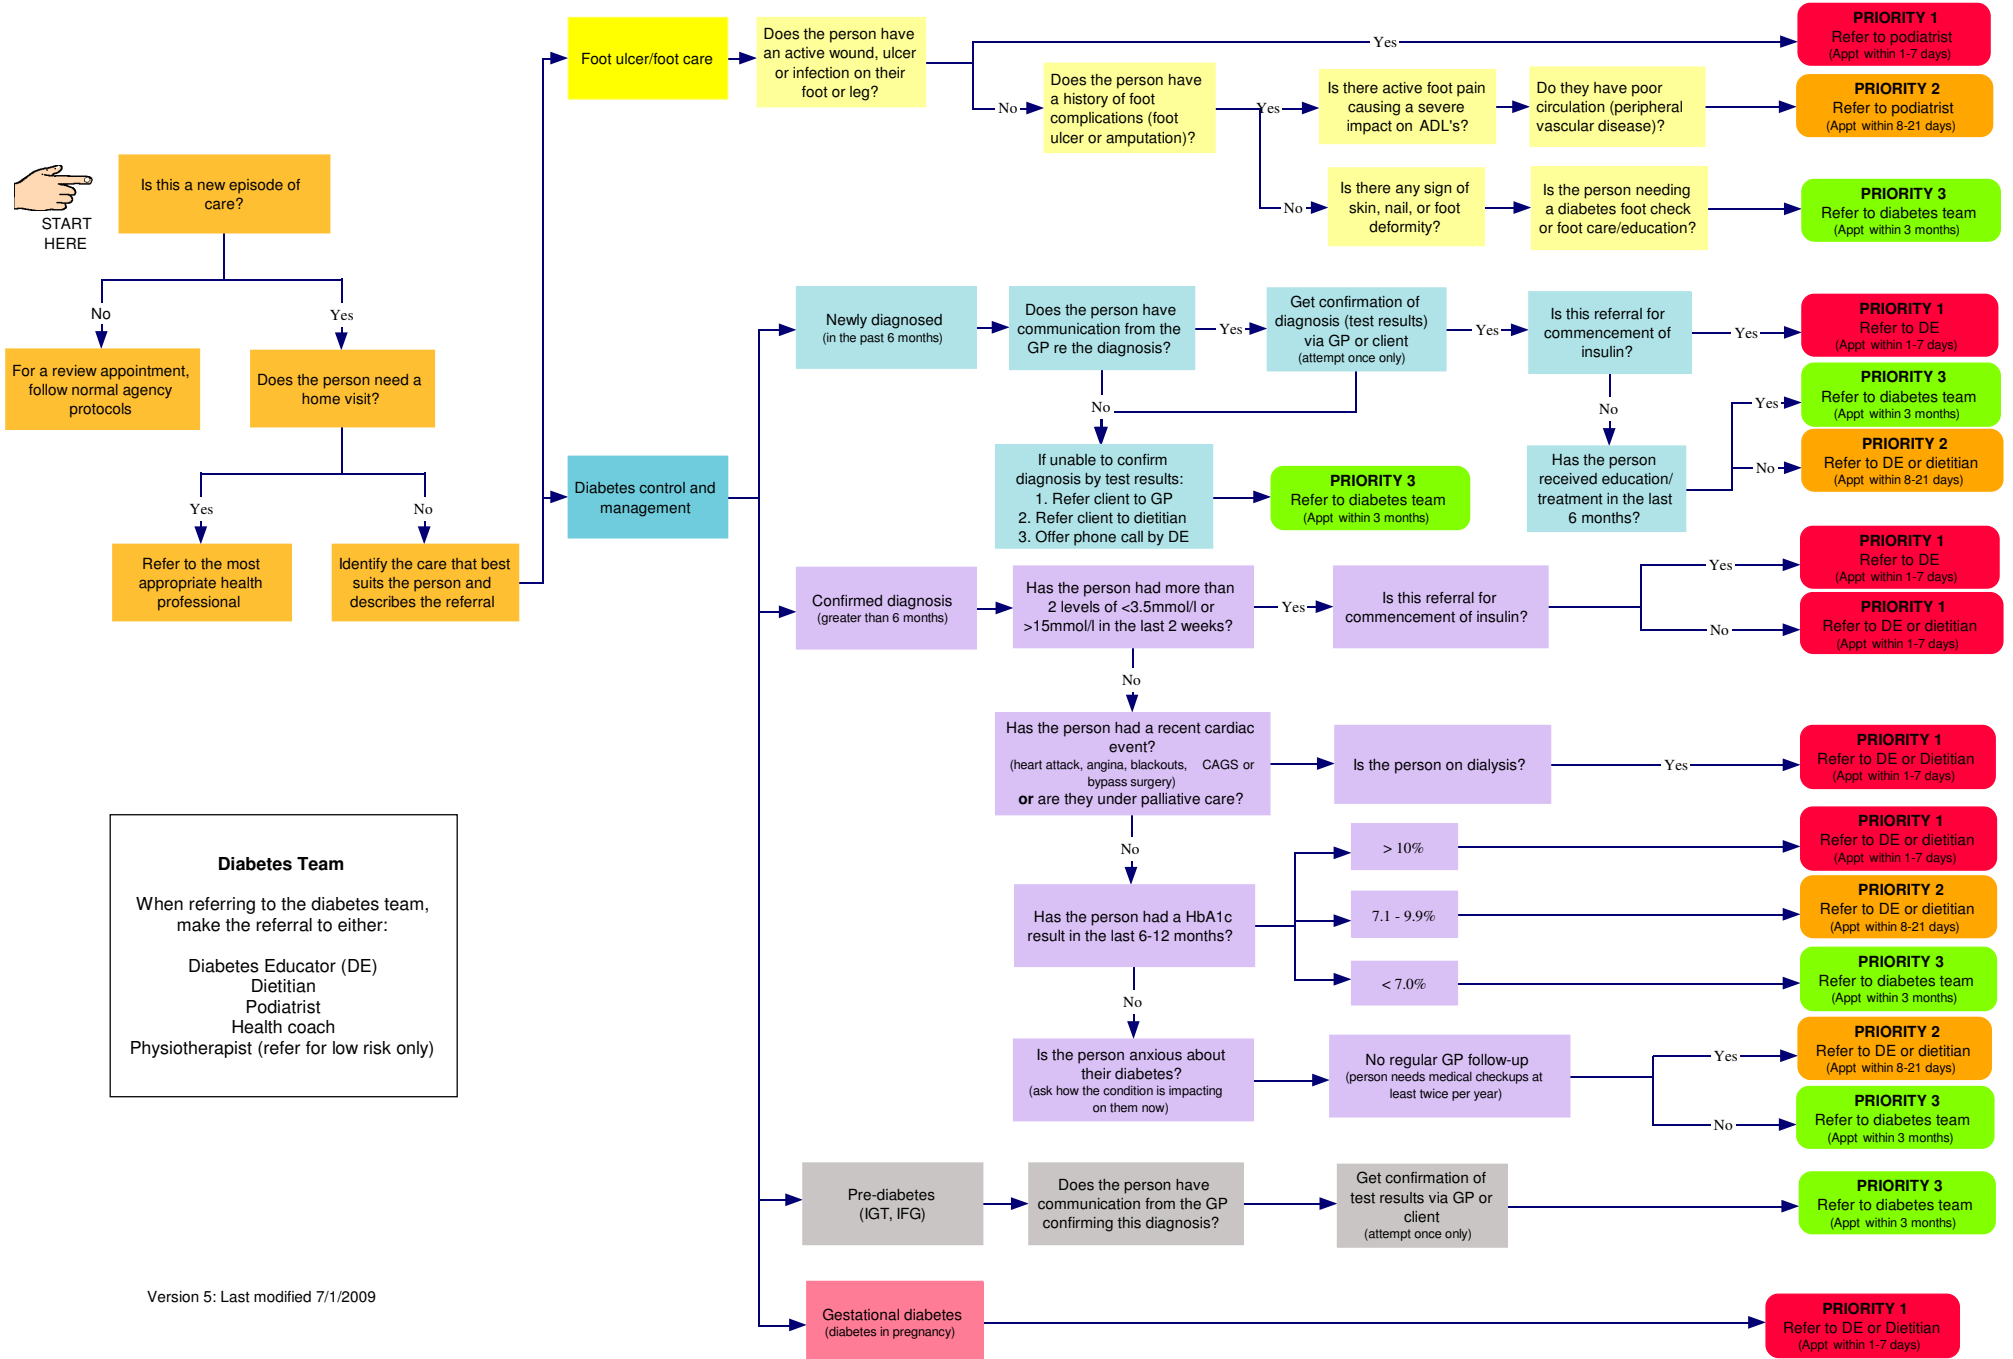 START
HERE
Is this a new episode of
care?
No
Yes
For a review appointment,
follow normal agency
protocols
Does the person need a
home visit?
Yes
No
Refer to the most
appropriate health
professional
Identify the care that best
suits the person and
describes the referral
Foot ulcer/foot care
Does the person have
an active wound, ulcer
or infection on their
foot or leg?
Yes
PRIORITY 1
Refer to podiatrist
(Appt within 1-7 days)
No
Does the person have
a history of foot
complications (foot
ulcer or amputation)?
Yes
Is there active foot pain
causing a severe
impact on ADL's?
Do they have poor
circulation (peripheral
vascular disease)?
PRIORITY 2
Refer to podiatrist
(Appt within 8-21 days)
No
Is there any sign of
skin, nail, or foot
deformity?
Is the person needing
a diabetes foot check
or foot care/education?
PRIORITY 3
Refer to diabetes team
(Appt within 3 months)
Diabetes control and
management
Newly diagnosed
(in the past 6 months)
Does the person have
communication from the
GP re the diagnosis?
Yes
Get confirmation of
diagnosis (test results)
via GP or client
(attempt once only)
Yes
Is this referral for
commencement of
insulin?
Yes
PRIORITY 1
Refer to DE
(Appt within 1-7 days)
No
If unable to confirm
diagnosis by test results:
1. Refer client to GP
2. Refer client to dietitian
3. Offer phone call by DE
PRIORITY 3
Refer to diabetes team
(Appt within 3 months)
No
Has the person
received education/
treatment in the last
6 months?
Yes
PRIORITY 3
Refer to diabetes team
(Appt within 3 months)
No
PRIORITY 2
Refer to DE or dietitian
(Appt within 8-21 days)
Confirmed diagnosis
(greater than 6 months)
Has the person had more than
2 levels of <3.5mmol/l or
>15mmol/l in the last 2 weeks?
Yes
Is this referral for
commencement of insulin?
Yes
PRIORITY 1
Refer to DE
(Appt within 1-7 days)
No
PRIORITY 1
Refer to DE or dietitian
(Appt within 1-7 days)
No
Has the person had a recent cardiac
event?
(heart attack, angina, blackouts, CAGS or
bypass surgery)
or are they under palliative care?
Is the person on dialysis?
Yes
PRIORITY 1
Refer to DE or Dietitian
(Appt within 1-7 days)
No
Has the person had a HbA1c
result in the last 6-12 months?
> 10%
PRIORITY 1
Refer to DE or dietitian
(Appt within 1-7 days)
7.1 - 9.9%
PRIORITY 2
Refer to DE or dietitian
(Appt within 8-21 days)
< 7.0%
PRIORITY 3
Refer to diabetes team
(Appt within 3 months)
No
Is the person anxious about
their diabetes?
(ask how the condition is impacting
on them now)
No regular GP follow-up
(person needs medical checkups at
least twice per year)
Yes
PRIORITY 2
Refer to DE or dietitian
(Appt within 8-21 days)
No
PRIORITY 3
Refer to diabetes team
(Appt within 3 months)
Pre-diabetes
(IGT, IFG)
Does the person have
communication from the GP
confirming this diagnosis?
Get confirmation of
test results via GP or
client
(attempt once only)
PRIORITY 3
Refer to diabetes team
(Appt within 3 months)
Gestational diabetes
(diabetes in pregnancy)
PRIORITY 1
Refer to DE or Dietitian
(Appt within 1-7 days)
Diabetes Team
When referring to the diabetes team,
make the referral to either:
Diabetes Educator (DE)
Dietitian
Podiatrist
Health coach
Physiotherapist (refer for low risk only)
Version 5: Last modified 7/1/2009